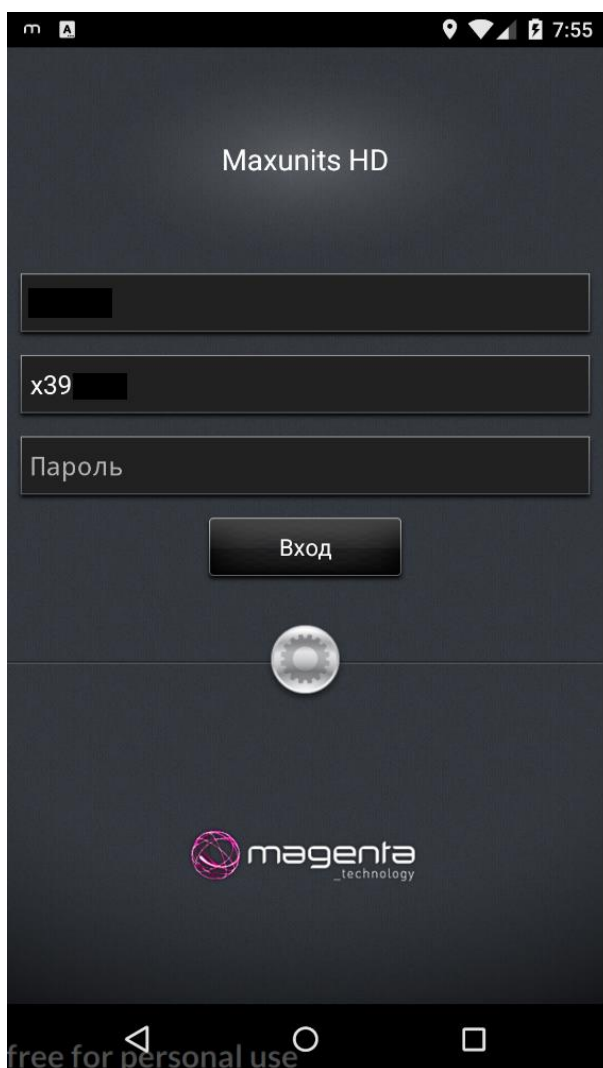 m A 7:55
Maxunits HD
x39
Пароль
Вход
magenta
_technology
free for personal use